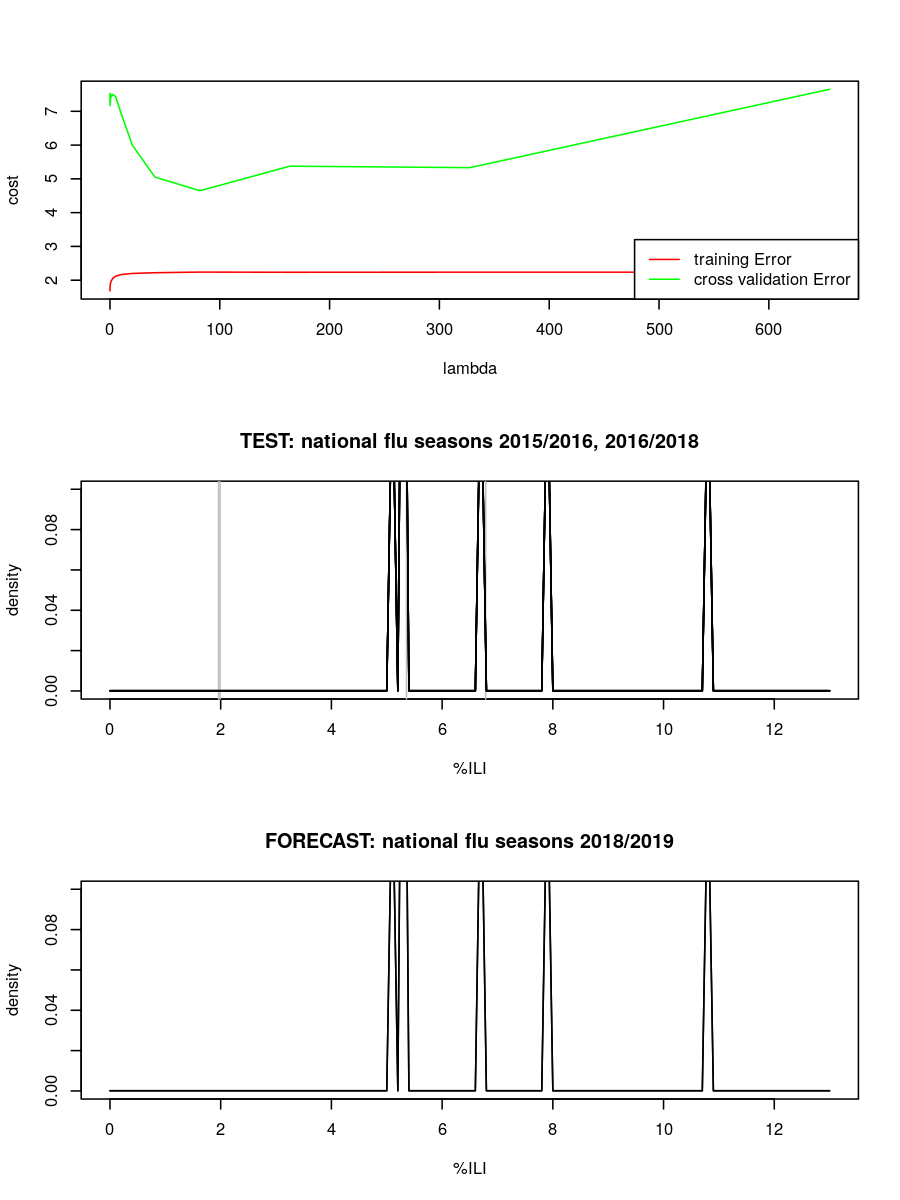 cost
7
6
5
4
3
2
training Error
cross validation Error
0 100 200 300 400 500 600
lambda
TEST: national flu seasons 2015/2016, 2016/2018
density
0.08
0.04
0.00
0 2 4 6 8 10 12
%ILI
FORECAST: national flu seasons 2018/2019
density
0.08
0.04
0.00
0 2 4 6 8 10 12
%ILI